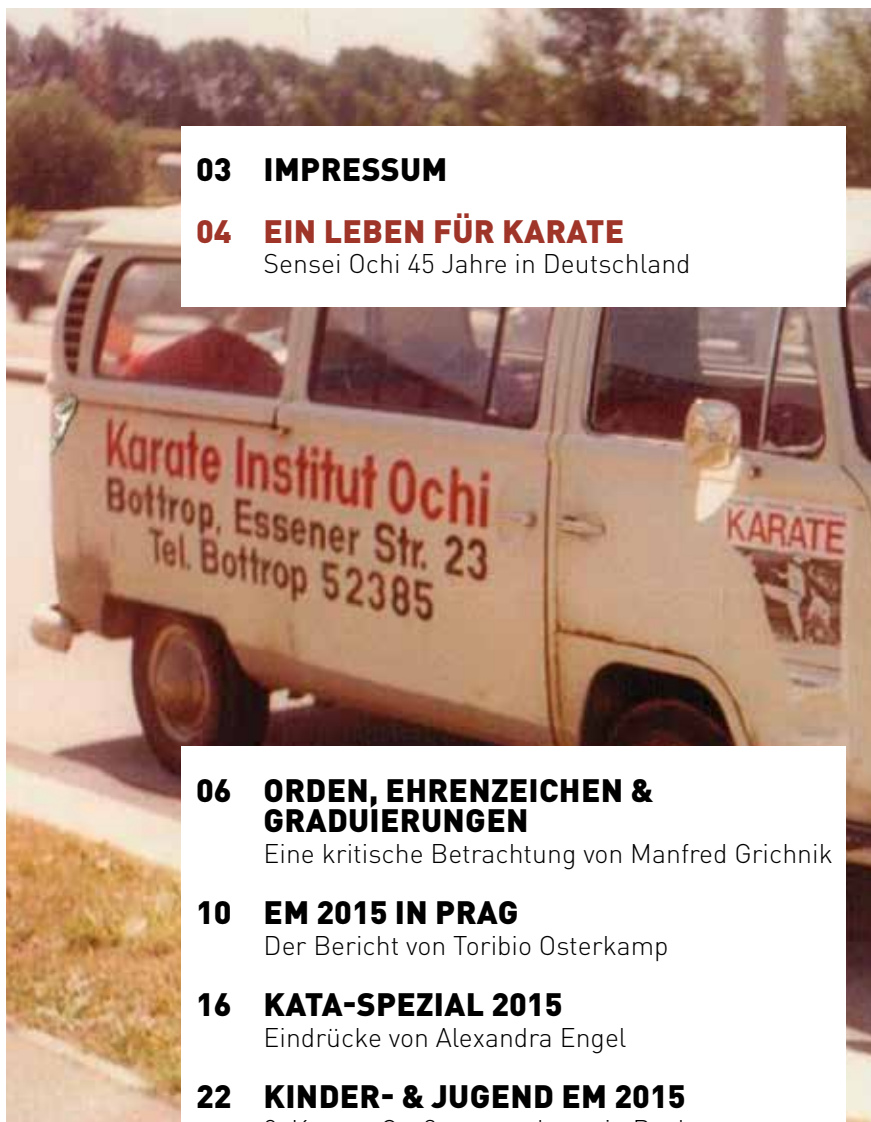 03 IMPRESSUM
04 EIN LEBEN FÜR KARATE
Sensei Ochi 45 Jahre in Deutschland
Karate Institut Ochi
Bottrop, Essener Str. 23
Tel. Bottrop 52385
KARATE
06 ORDEN, EHRENZEICHEN &
GRADUIERUNGEN
Eine kritische Betrachtung von Manfred Grichnik
10 EM 2015 IN PRAG
Der Bericht von Toribio Osterkamp
16 KATA-SPEZIAL 2015
Eindrücke von Alexandra Engel
22 KINDER- & JUGEND EM 2015